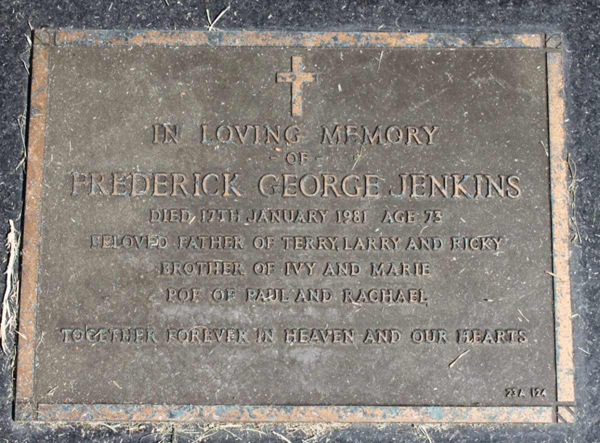 IN LOVING MEMORY
- OF -
FREDERICK GEORGE JENKINS
DIED 17TH JANUARY 1981 AGE 73
BELOVED FATHER OF TERRY, LARRY AND RICKY
BROTHER OF IVY AND MARIE
POP OF PAUL AND RACHAEL
TOGETHER FOREVER IN HEAVEN AND OUR HEARTS
23A 124